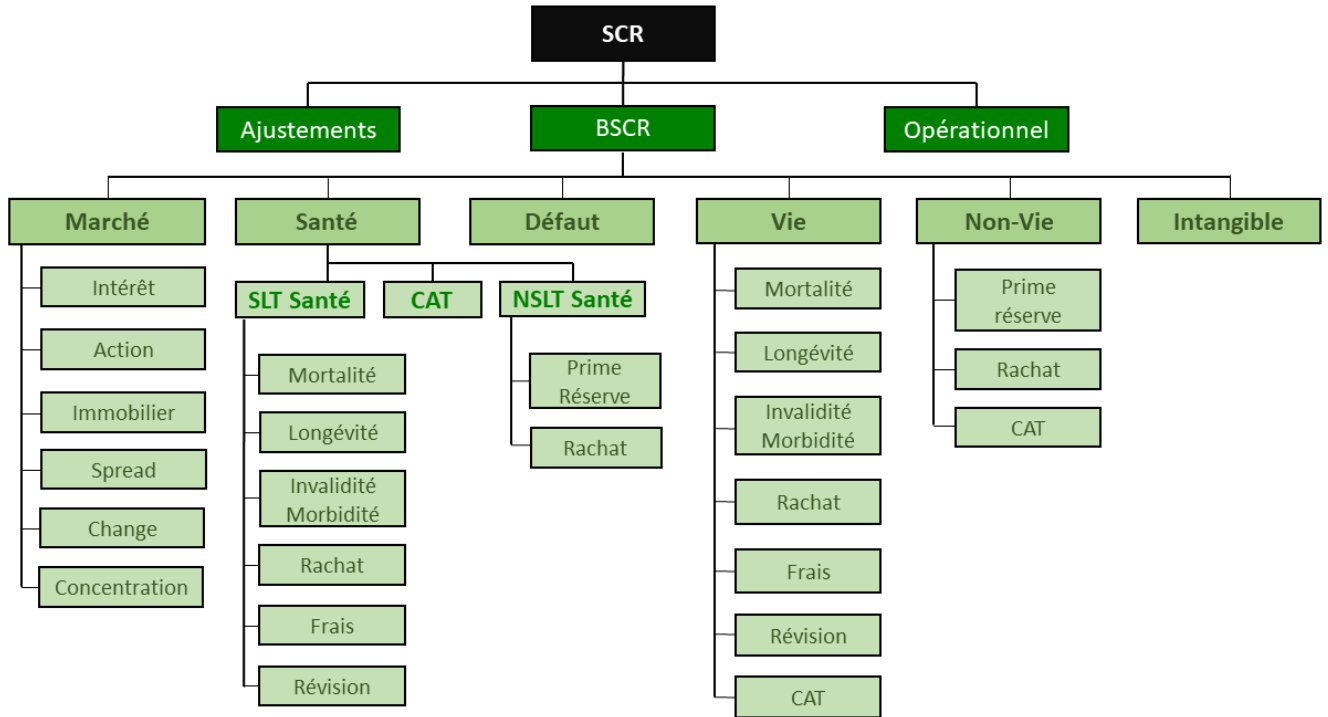 SCR
Ajustements
BSCR
Opérationnel
Marché
Santé
Défaut
Vie
Non-Vie
Intangible
Intérêt
Action
Immobilier
Spread
Change
Concentration
SLT Santé
CAT
NSLT Santé
Mortalité
Longévité
Invalidité
Morbidité
Rachat
Frais
Révision
Prime
Réserve
Rachat
Mortalité
Longévité
Invalidité
Morbidité
Rachat
Frais
Révision
CAT
Prime
réserve
Rachat
CAT